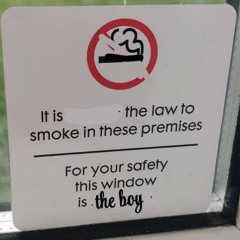 It is the law to
smoke in these premises
For your safety
this window
is the boy